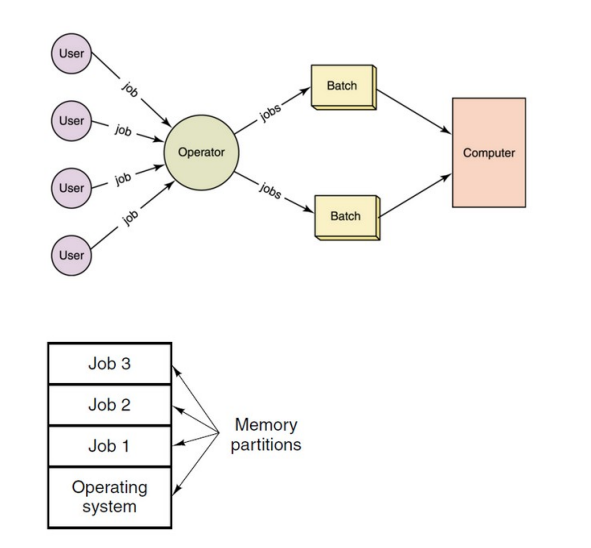 User
job
User
job
User
job
User
job
Operator
jobs
jobs
Batch
Batch
Computer
Job 3
Job 2
Job 1
Operating
system
Memory
partitions